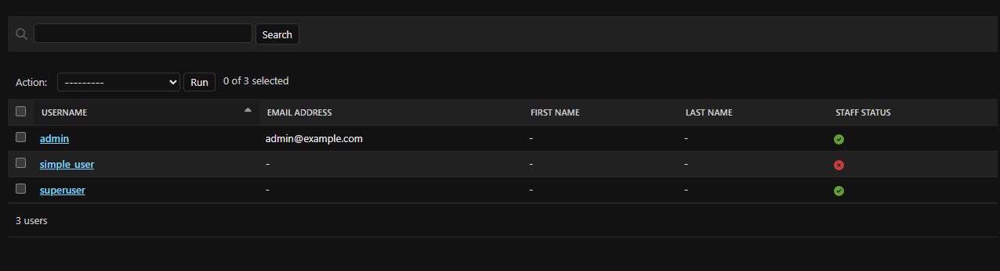 Search
Action: --------- Run 0 of 3 selected
USERNAME EMAIL ADDRESS FIRST NAME LAST NAME STAFF STATUS
admin admin@example.com - -
simple_user - - -
superuser - - -
3 users